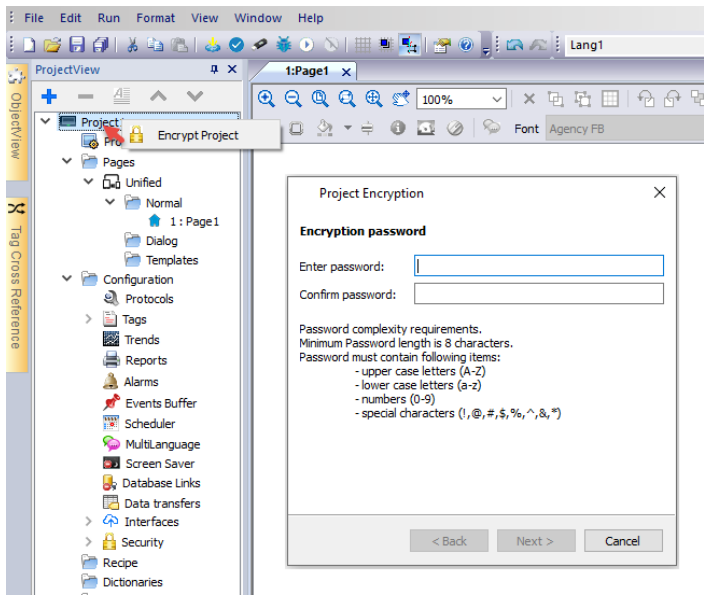 File Edit Run Format View Window Help
Lang1
ProjectView
1:Page1
ObjectView
Tag Cross Reference
100%
Font Agency FB
Project
Encrypt Project
Pro
Pages
Unified
Normal
1 : Page1
Dialog
Templates
Configuration
Protocols
Tags
Trends
Reports
Alarms
Events Buffer
Scheduler
MultiLanguage
Screen Saver
Database Links
Data transfers
Interfaces
Security
Recipe
Dictionaries
Project Encryption
Encryption password
Enter password:
Confirm password:
Password complexity requirements.
Minimum Password length is 8 characters.
Password must contain following items:
- upper case letters (A-Z)
- lower case letters (a-z)
- numbers (0-9)
- special characters (!,@,#,$,%,^,&,*)
< Back Next > Cancel